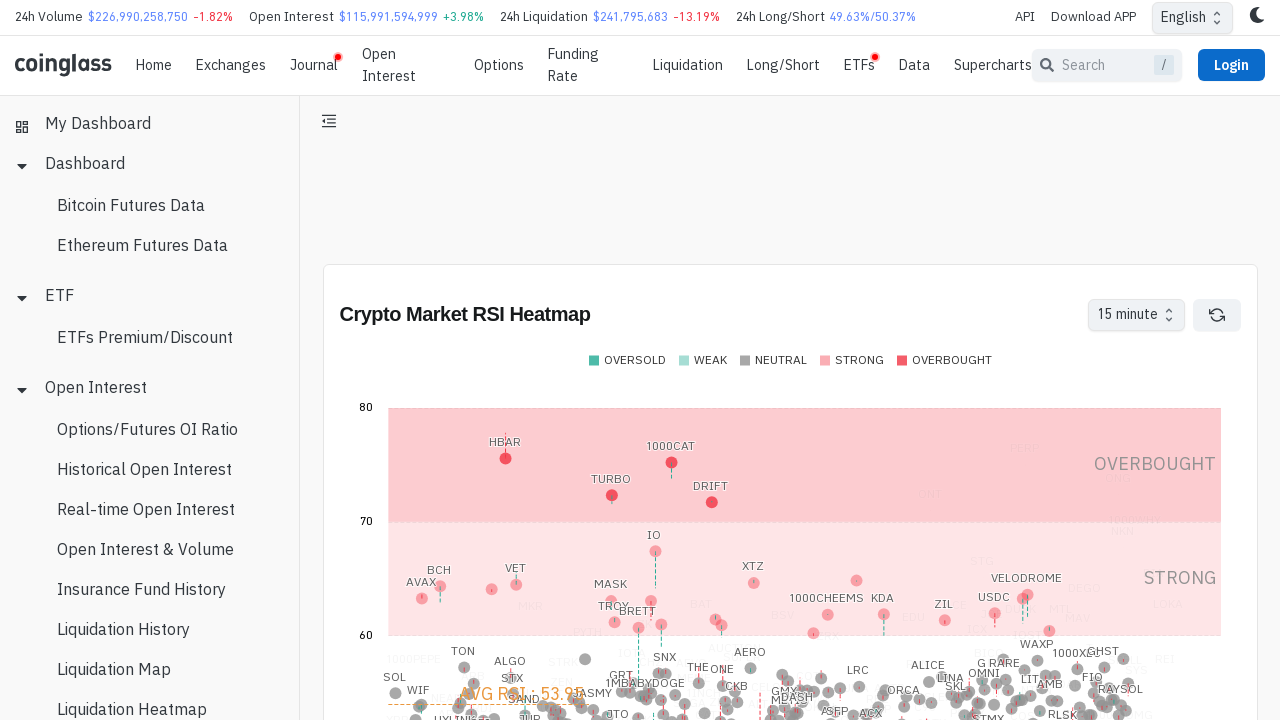 24h Volume $226,990,258,750 -1.82% Open Interest $115,991,594,999 +3.98% 24h Liquidation $241,795,683 -13.19% 24h Long/Short 49.63%/50.37% API Download APP English
coinglass Home Exchanges Journal Open Interest Options Funding Rate Liquidation Long/Short ETFs Data Supercharts Search / Login
My Dashboard
Dashboard
Bitcoin Futures Data
Ethereum Futures Data
ETF
ETFs Premium/Discount
Open Interest
Options/Futures OI Ratio
Historical Open Interest
Real-time Open Interest
Open Interest & Volume
Insurance Fund History
Liquidation History
Liquidation Map
Liquidation Heatmap
Crypto Market RSI Heatmap
15 minute
OVERSOLD WEAK NEUTRAL STRONG OVERBOUGHT
80
HBAR 1000CAT
OVERBOUGHT
TURBO DRIFT
70
IO
BCH VET XTZ
AVAX MASK VELODROME
STRONG
TROY BRETT 1000CHEEMS KDA ZIL USDC
60
TON ALGO SNX AERO WAXP 1000XEC GHST
SOL STX GRT THE ONE LRC ALICE G RARE OMNI FIO
WIF SAND 1MBABYDOGE CKB GMX DASH ORCA LINA SKL LIT AMB RAYSOL
AVG RSI : 53.95
JASMY METIS
JUP JTO SFP ACX STMX RLSK